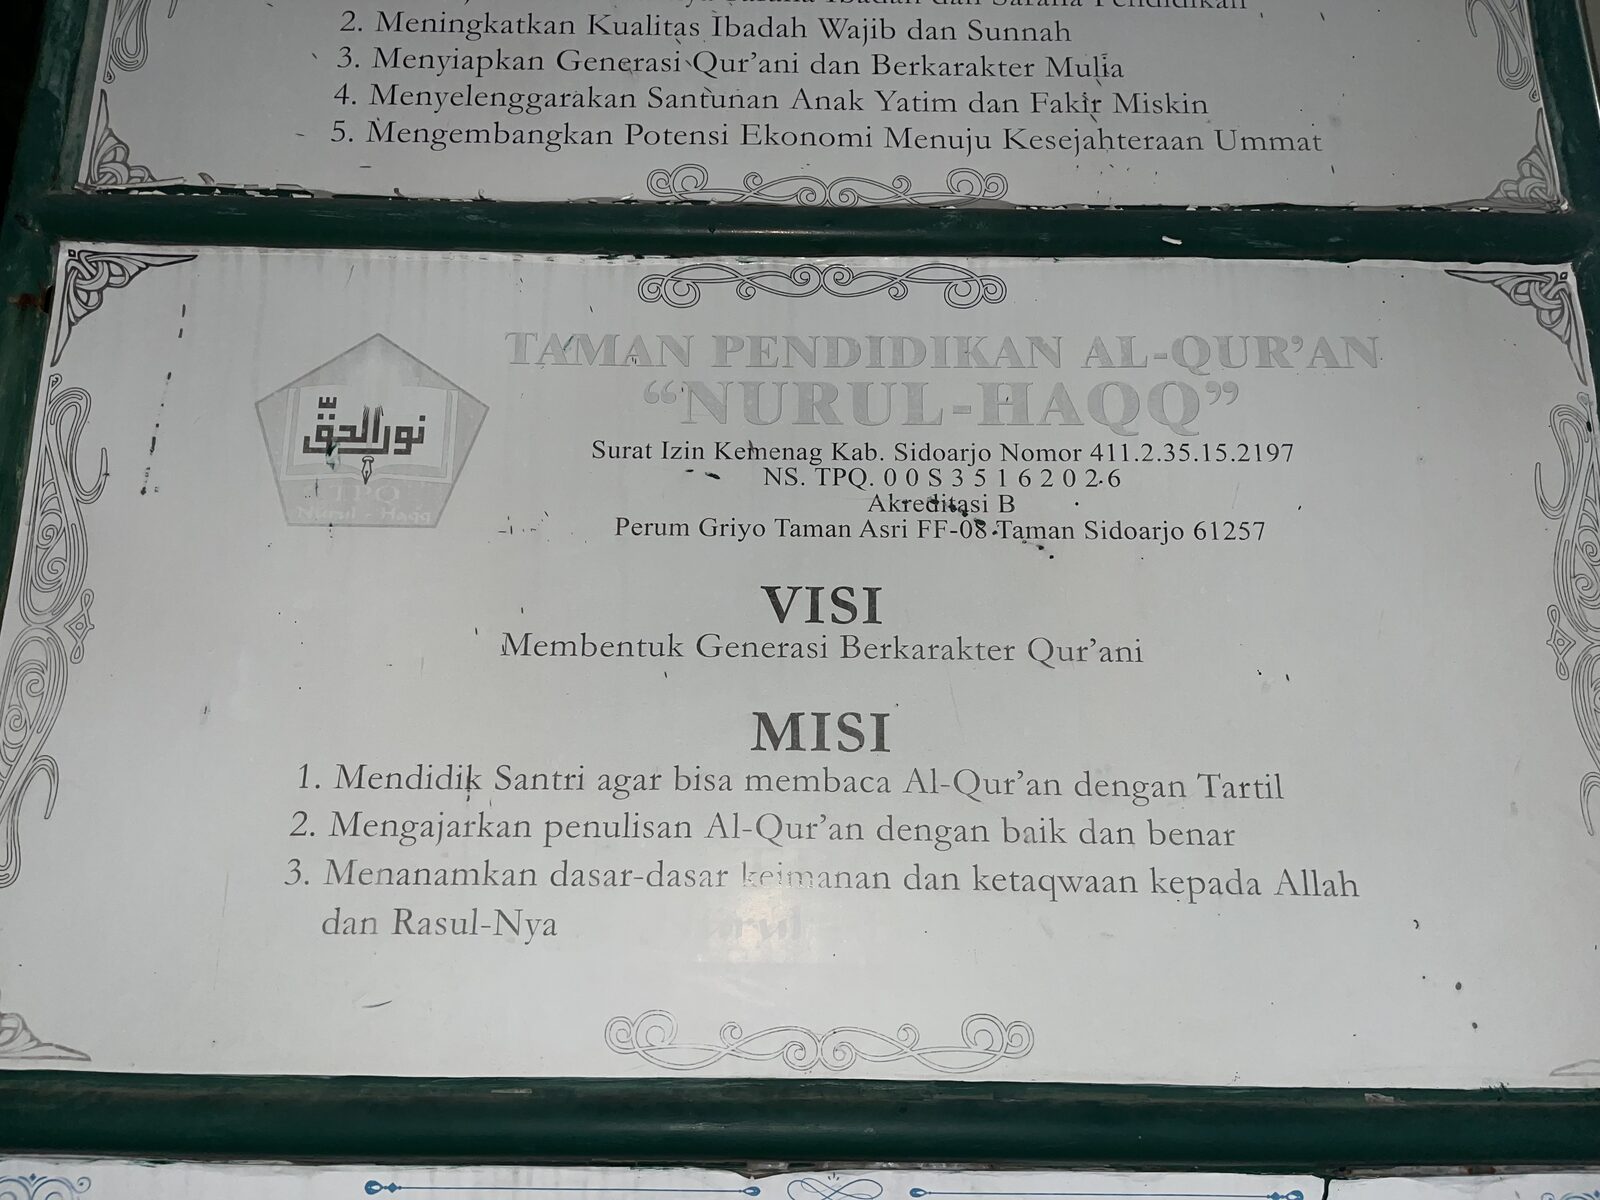 Sarana Pendidikan
2. Meningkatkan Kualitas Ibadah Wajib dan Sunnah
3. Menyiapkan Generasi Qur'ani dan Berkarakter Mulia
4. Menyelenggarakan Santunan Anak Yatim dan Fakir Miskin
5. Mengembangkan Potensi Ekonomi Menuju Kesejahteraan Ummat
TAMAN PENDIDIKAN AL-QUR'AN
“NURUL-HAQQ”
نور الحقّ
TPQ
Nurul - Haqq
Surat Izin Kemenag Kab. Sidoarjo Nomor 411.2.35.15.2197
NS. TPQ. 0 0 S 3 5 1 6 2 0 2 6
Akreditasi B
Perum Griyo Taman Asri FF-08 Taman Sidoarjo 61257
VISI
Membentuk Generasi Berkarakter Qur'ani
MISI
1. Mendidik Santri agar bisa membaca Al-Qur'an dengan Tartil
2. Mengajarkan penulisan Al-Qur'an dengan baik dan benar
3. Menanamkan dasar-dasar keimanan dan ketaqwaan kepada Allah
dan Rasul-Nya